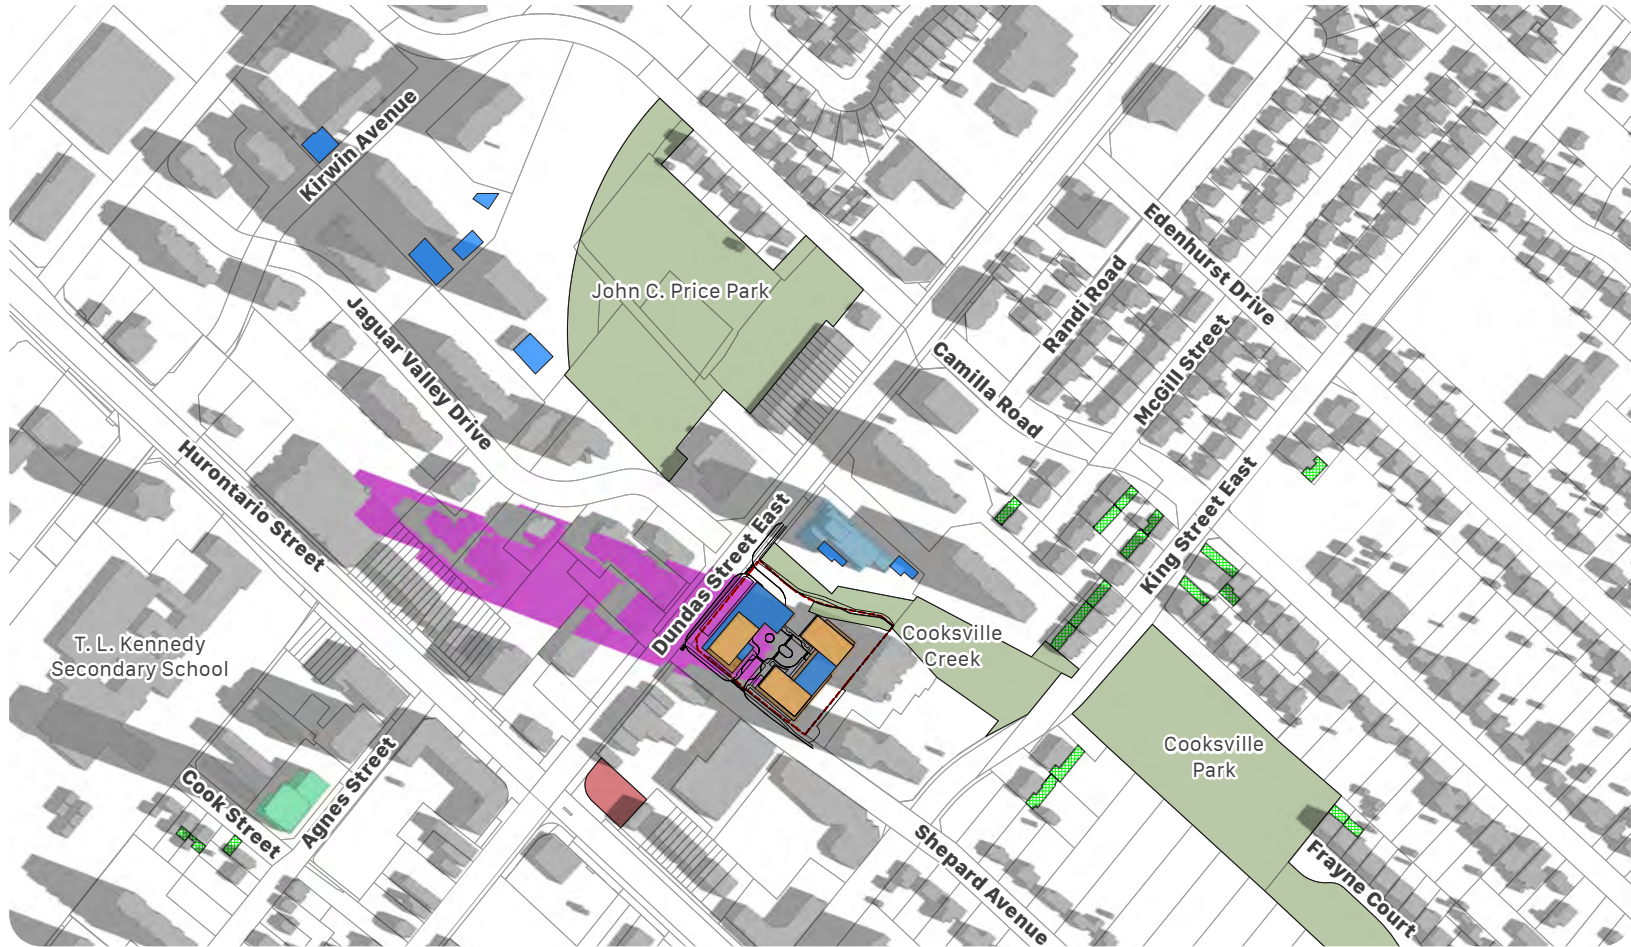 Kirwin Avenue
John C. Price Park
Edenhurst Drive
Randi Road
McGill Street
Jaguar Valley Drive
Camilla Road
Hurontario Street
King Street East
Dundas Street East
T. L. Kennedy
Secondary School
Cooksville
Creek
Cooksville
Park
Cook Street
Agnes Street
Shepard Avenue
Frayne Court